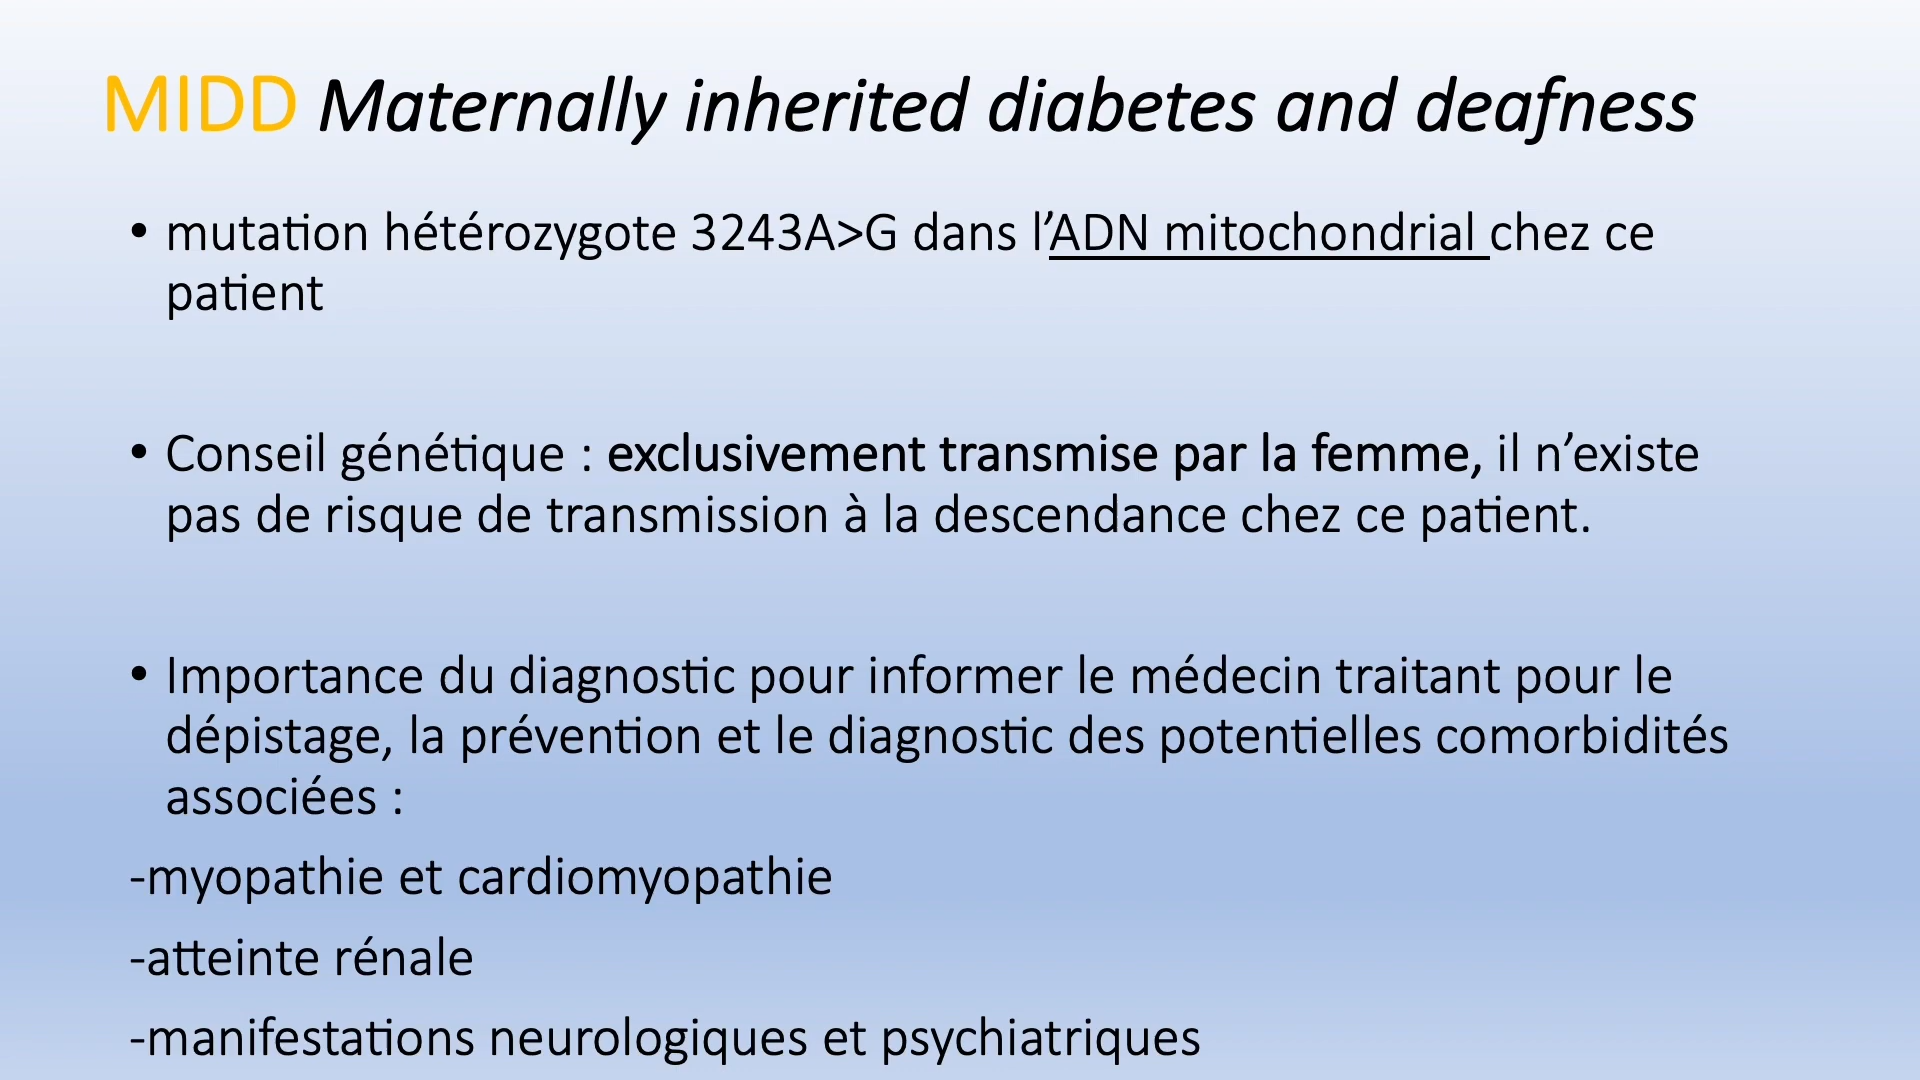 MIDD Maternally inherited diabetes and deafness
• mutation hétérozygote 3243A>G dans l’ADN mitochondrial chez ce
patient
• Conseil génétique : exclusivement transmise par la femme, il n’existe
pas de risque de transmission à la descendance chez ce patient.
• Importance du diagnostic pour informer le médecin traitant pour le
dépistage, la prévention et le diagnostic des potentielles comorbidités
associées :
-myopathie et cardiomyopathie
-atteinte rénale
-manifestations neurologiques et psychiatriques